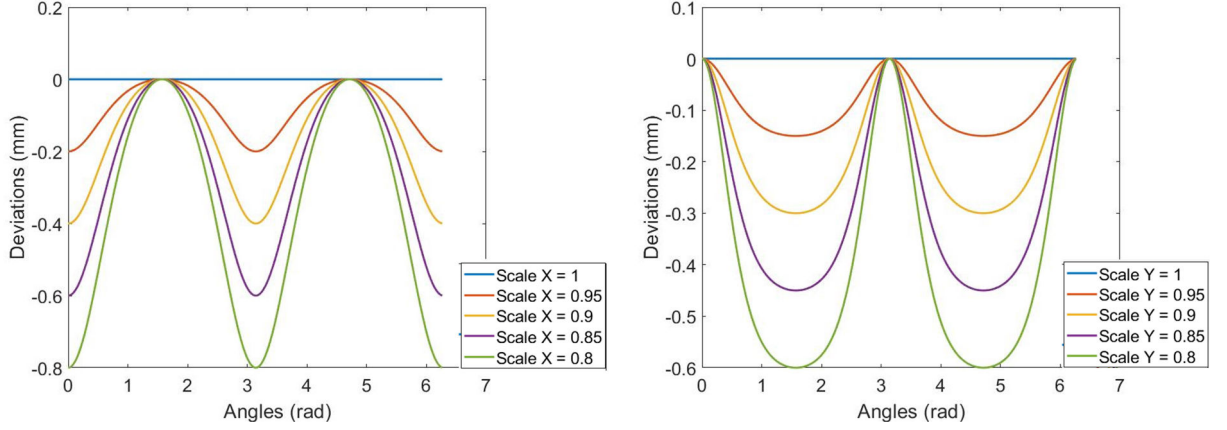 0.2
0
-0.2
-0.4
-0.6
-0.8
Deviations (mm)
0 1 2 3 4 5 6 7
Angles (rad)
Scale X = 1
Scale X = 0.95
Scale X = 0.9
Scale X = 0.85
Scale X = 0.8
0.1
0
-0.1
-0.2
-0.3
-0.4
-0.5
-0.6
Deviations (mm)
0 1 2 3 4 5 6 7
Angles (rad)
Scale Y = 1
Scale Y = 0.95
Scale Y = 0.9
Scale Y = 0.85
Scale Y = 0.8